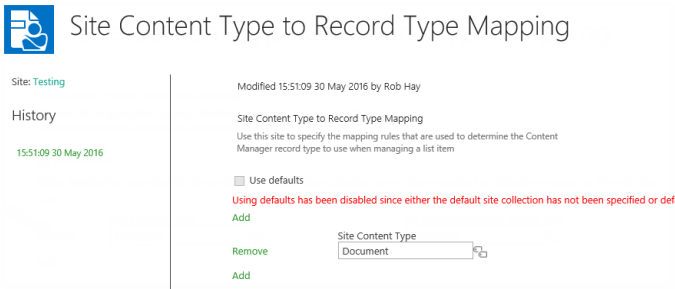 Site Content Type to Record Type Mapping
Site: Testing
Modified 15:51:09 30 May 2016 by Rob Hay
History
Site Content Type to Record Type Mapping
Use this site to specify the mapping rules that are used to determine the Content
Manager record type to use when managing a list item
15:51:09 30 May 2016
Use defaults
Using defaults has been disabled since either the default site collection has not been specified or def
Add
Site Content Type
Remove
Document
Add